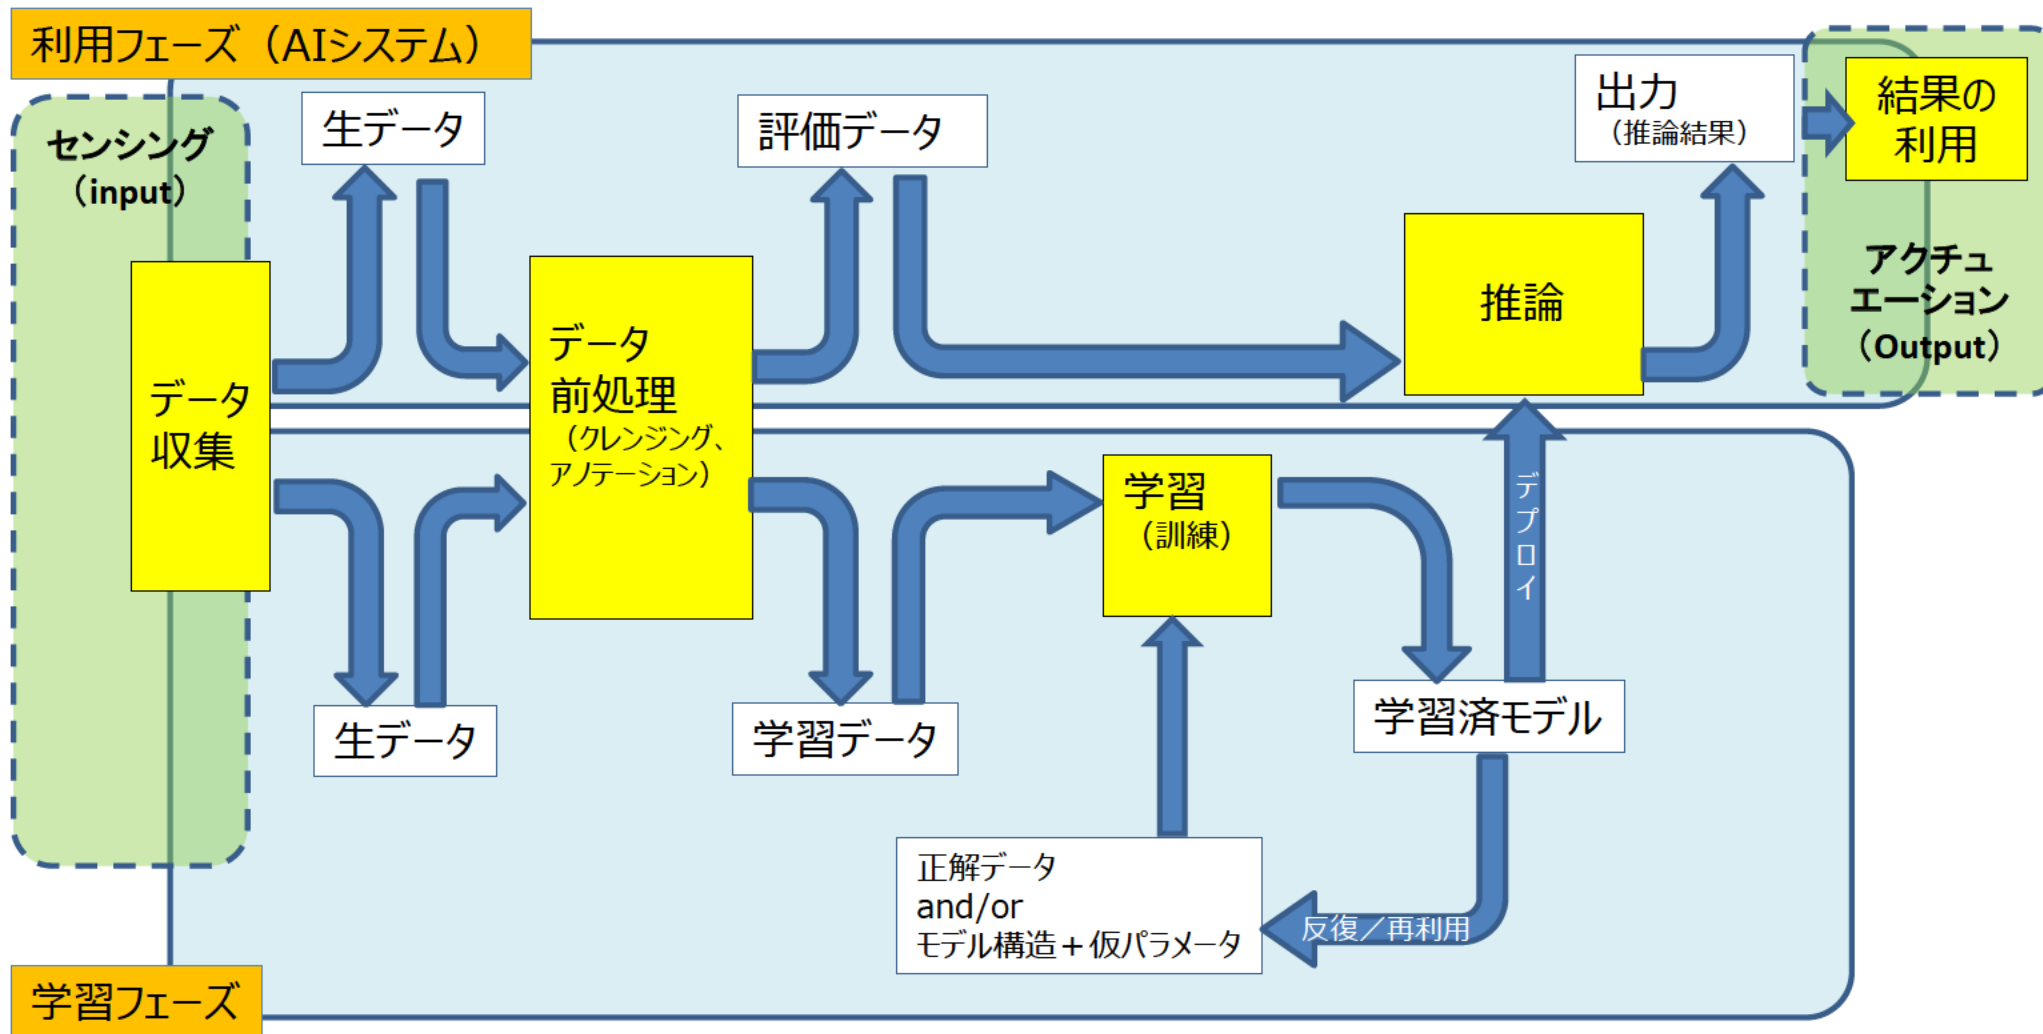 利用フェーズ（AIシステム）
センシング
（input）
生データ
評価データ
出力
（推論結果）
結果の
利用
アクチュ
エーション
（Output）
データ
収集
データ
前処理
（クレンジング、
アノテーション）
推論
学習
（訓練）
デプロイ
生データ
学習データ
学習済モデル
正解データ
and/or
モデル構造＋仮パラメータ
反復／再利用
学習フェーズ